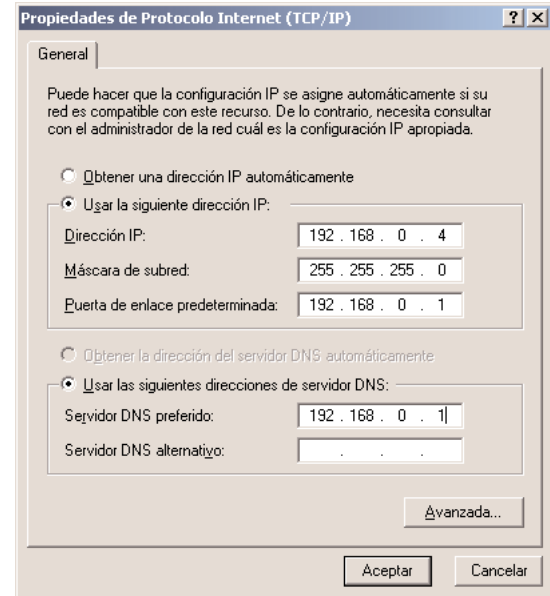 Propiedades de Protocolo Internet (TCP/IP)
General
Puede hacer que la configuración IP se asigne automáticamente si su
red es compatible con este recurso. De lo contrario, necesita consultar
con el administrador de la red cuál es la configuración IP apropiada.
Obtener una dirección IP automáticamente
Usar la siguiente dirección IP:
Dirección IP: 192 . 168 . 0 . 4
Máscara de subred: 255 . 255 . 255 . 0
Puerta de enlace predeterminada: 192 . 168 . 0 . 1
Obtener la dirección del servidor DNS automáticamente
Usar las siguientes direcciones de servidor DNS:
Servidor DNS preferido: 192 . 168 . 0 . 1
Servidor DNS alternativo: . . .
Avanzada...
Aceptar Cancelar